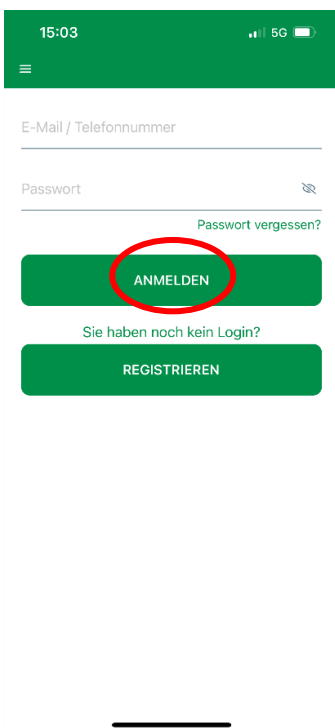 15:03 5G
E-Mail / Telefonnummer
Passwort
Passwort vergessen?
ANMELDEN
Sie haben noch kein Login?
REGISTRIEREN